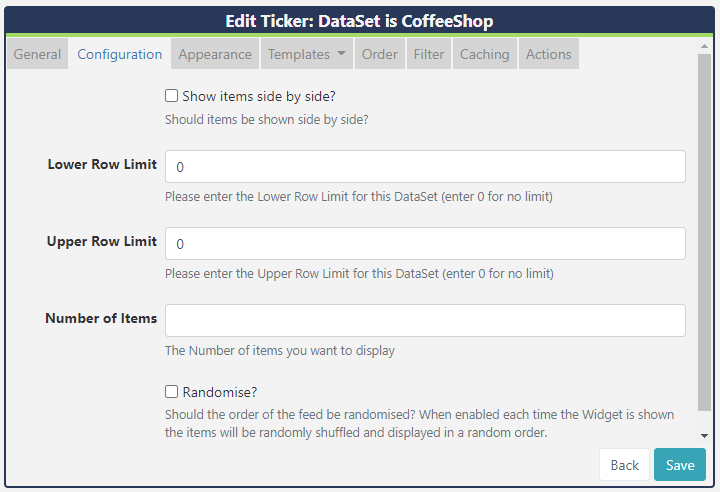 Edit Ticker: DataSet is CoffeeShop
General Configuration Appearance Templates Order Filter Caching Actions
Show items side by side?
Should items be shown side by side?
Lower Row Limit 0
Please enter the Lower Row Limit for this DataSet (enter 0 for no limit)
Upper Row Limit 0
Please enter the Upper Row Limit for this DataSet (enter 0 for no limit)
Number of Items
The Number of items you want to display
Randomise?
Should the order of the feed be randomised? When enabled each time the Widget is shown
the items will be randomly shuffled and displayed in a random order.
Back Save